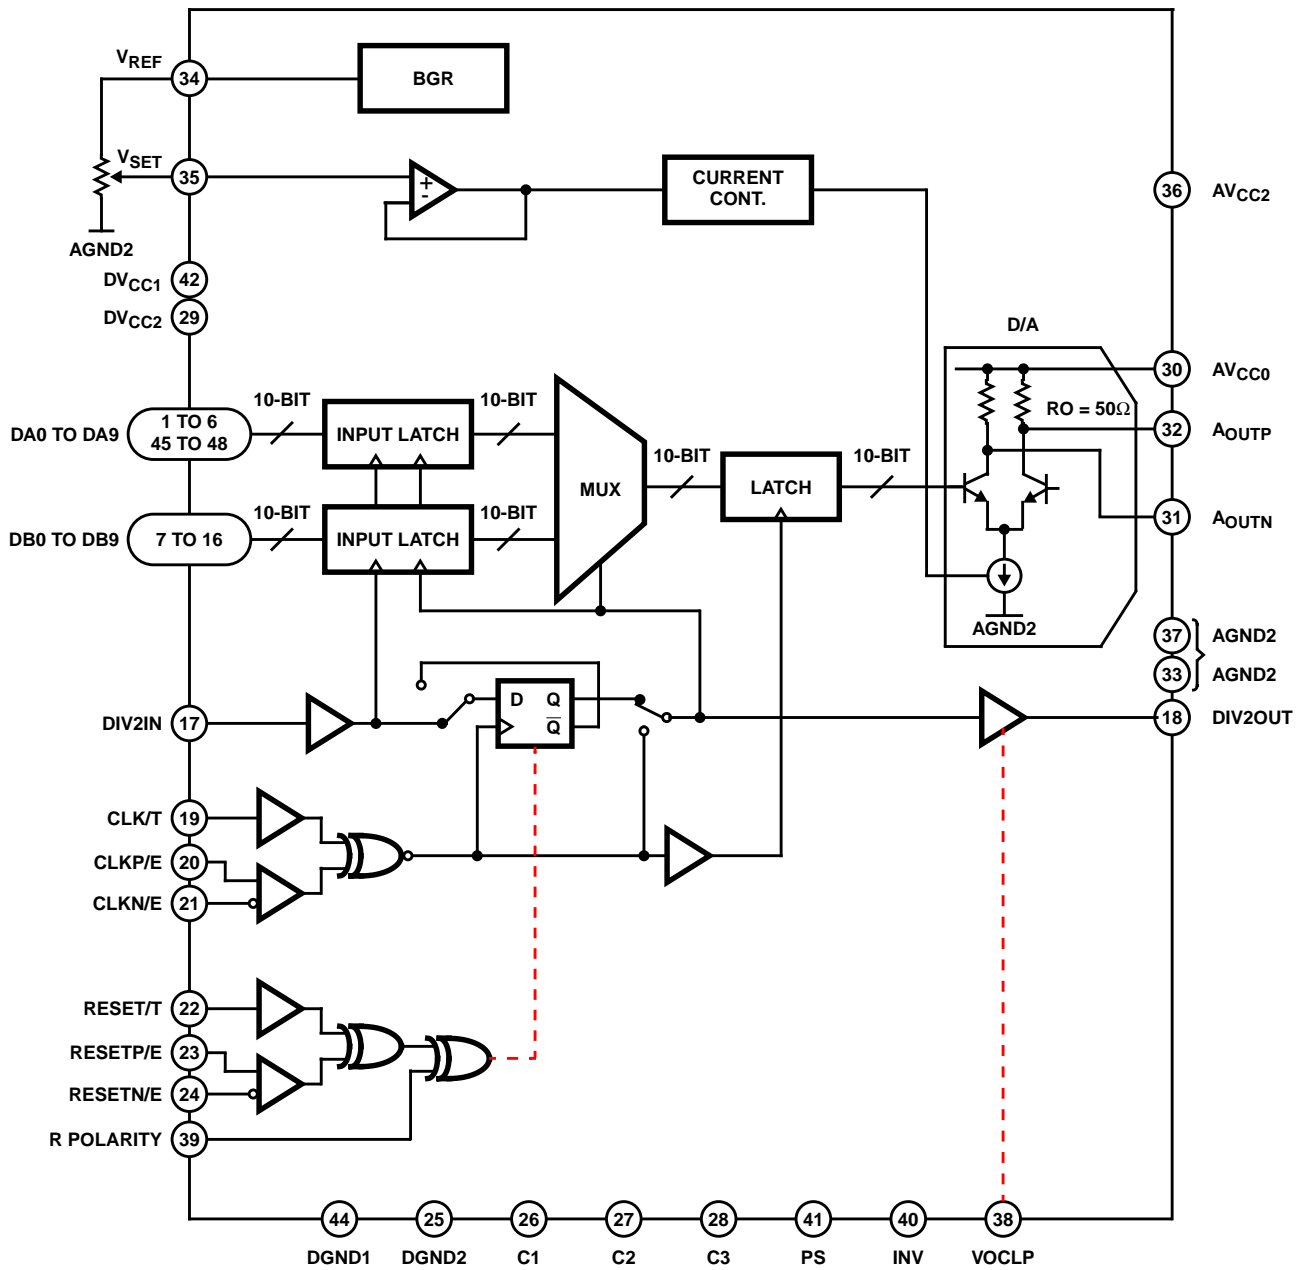 VREF
34
BGR
VSET
35
+
-
CURRENT
CONT.
36
AVCC2
AGND2
DVCC1
42
DVCC2
29
D/A
30
AVCC0
RO = 50Ω
DA0 TO DA9
1 TO 6
45 TO 48
10-BIT
INPUT LATCH
10-BIT
MUX
10-BIT
LATCH
10-BIT
32
AOUTP
31
AOUTN
DB0 TO DB9
7 TO 16
10-BIT
INPUT LATCH
10-BIT
AGND2
37
AGND2
33
AGND2
DIV2IN
17
D
Q
Q̅
18
DIV2OUT
CLK/T
19
CLKP/E
20
CLKN/E
21
RESET/T
22
RESETP/E
23
RESETN/E
24
R POLARITY
39
44
25
26
27
28
41
40
38
DGND1
DGND2
C1
C2
C3
PS
INV
VOCLP